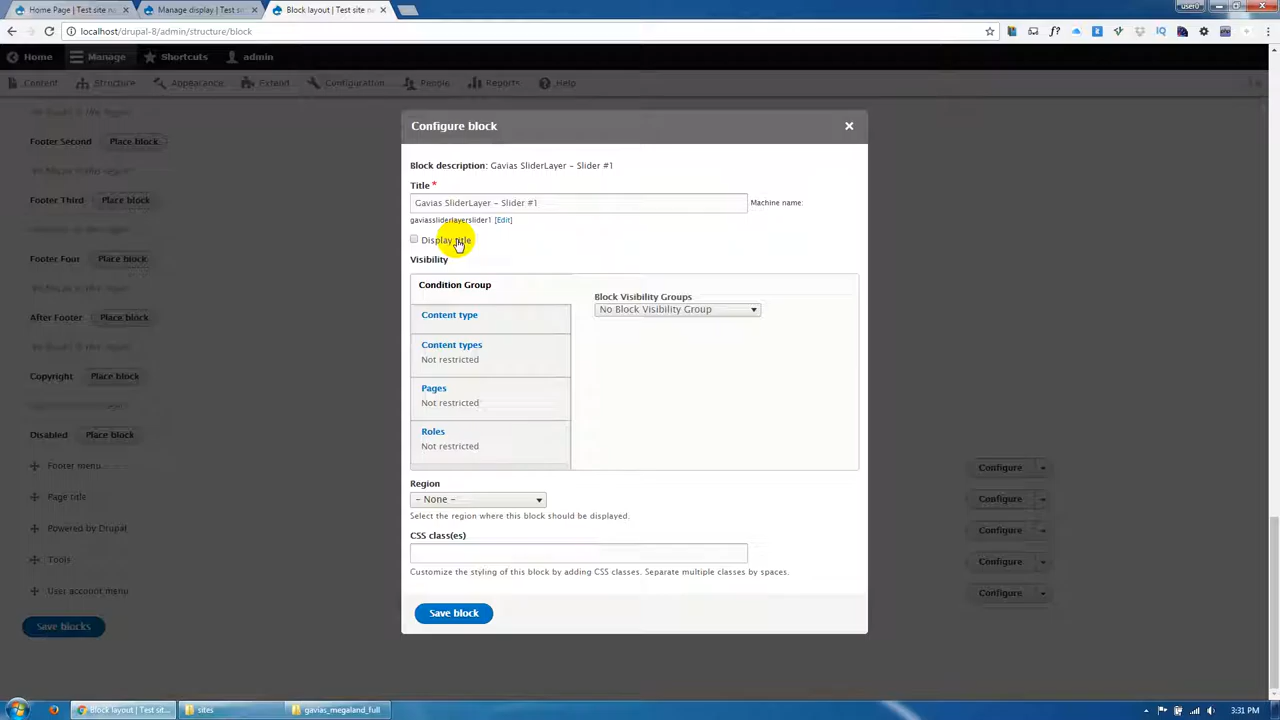 Home Page | Test site n
Manage display | Test si
Block layout | Test site n
user0
localhost/drupal-8/admin/structure/block
Home
Manage
Shortcuts
admin
Content
Structure
Appearance
Extend
Configuration
People
Reports
Help
Footer Second
Place block
Footer Third
Place block
Footer Four
Place block
After Footer
Place block
Copyright
Place block
Disabled
Place block
Footer menu
Configure
Page title
Configure
Powered by Drupal
Configure
Tools
Configure
User account menu
Configure
Save blocks
Configure block
Block description: Gavias SliderLayer - Slider #1
Title *
Gavias SliderLayer - Slider #1
Machine name:
gaviassliderlayerslider1 [Edit]
Display title
Visibility
Condition Group
Content type
Content types
Not restricted
Pages
Not restricted
Roles
Not restricted
Block Visibility Groups
No Block Visibility Group
Region
- None -
Select the region where this block should be displayed.
CSS class(es)
Customize the styling of this block by adding CSS classes. Separate multiple classes by spaces.
Save block
Block layout | Test sit...
sites
gavias_megaland_full
3:31 PM